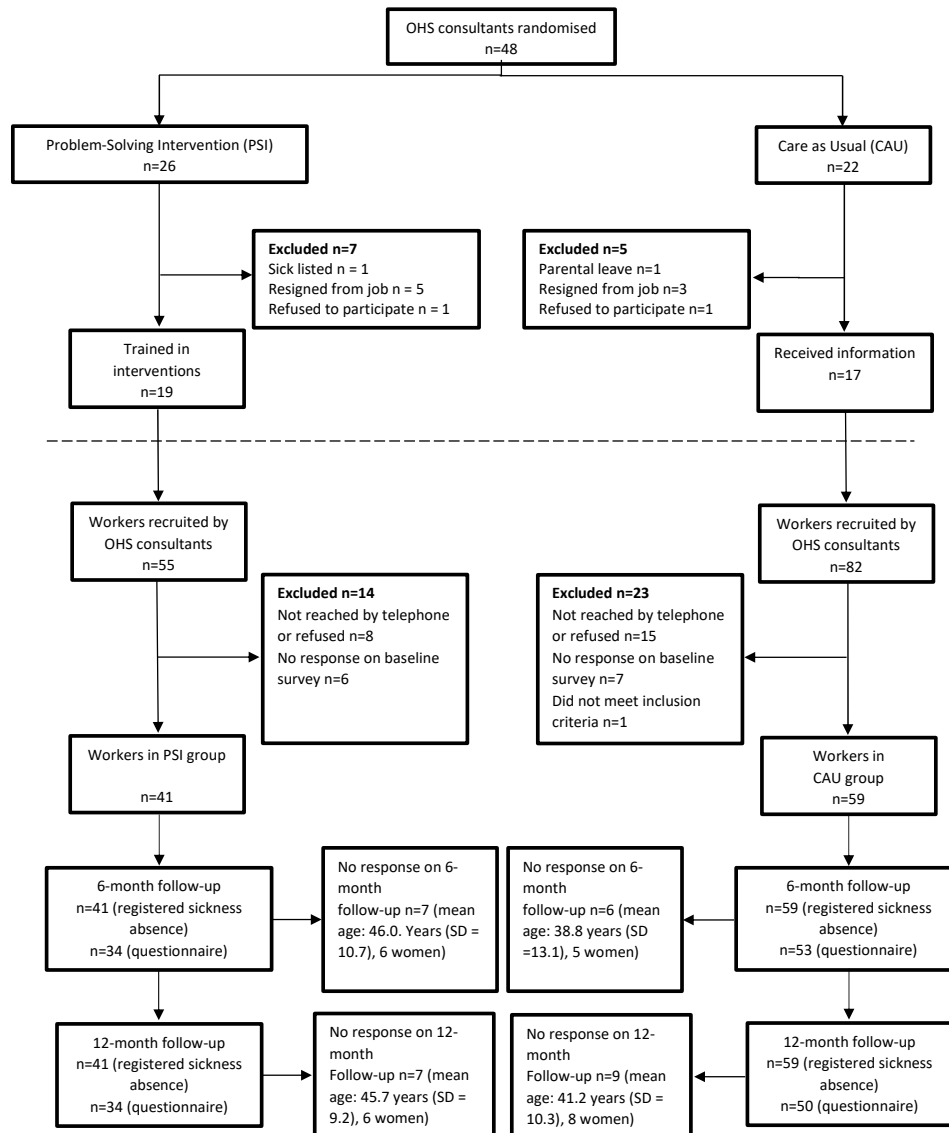 OHS consultants randomised
n=48
Problem-Solving Intervention (PSI)
n=26
Care as Usual (CAU)
n=22
Excluded n=7
Sick listed n = 1
Resigned from job n = 5
Refused to participate n = 1
Excluded n=5
Parental leave n=1
Resigned from job n=3
Refused to participate n=1
Trained in
interventions
n=19
Received information
n=17
Workers recruited by
OHS consultants
n=55
Workers recruited by
OHS consultants
n=82
Excluded n=14
Not reached by telephone
or refused n=8
No response on baseline
survey n=6
Excluded n=23
Not reached by telephone
or refused n=15
No response on baseline
survey n=7
Did not meet inclusion
criteria n=1
Workers in PSI group
n=41
Workers in
CAU group
n=59
6-month follow-up
n=41 (registered sickness
absence)
n=34 (questionnaire)
No response on 6-
month
follow-up n=7 (mean
age: 46.0. Years (SD =
10.7), 6 women)
No response on 6-
month
follow-up n=6 (mean
age: 38.8 years (SD
=13.1), 5 women)
6-month follow-up
n=59 (registered sickness
absence)
n=53 (questionnaire)
12-month follow-up
n=41 (registered sickness
absence)
n=34 (questionnaire)
No response on 12-
month
Follow-up n=7 (mean
age: 45.7 years (SD =
9.2), 6 women)
No response on 12-
month
Follow-up n=9 (mean
age: 41.2 years (SD =
10.3), 8 women)
12-month follow-up
n=59 (registered sickness
absence)
n=50 (questionnaire)